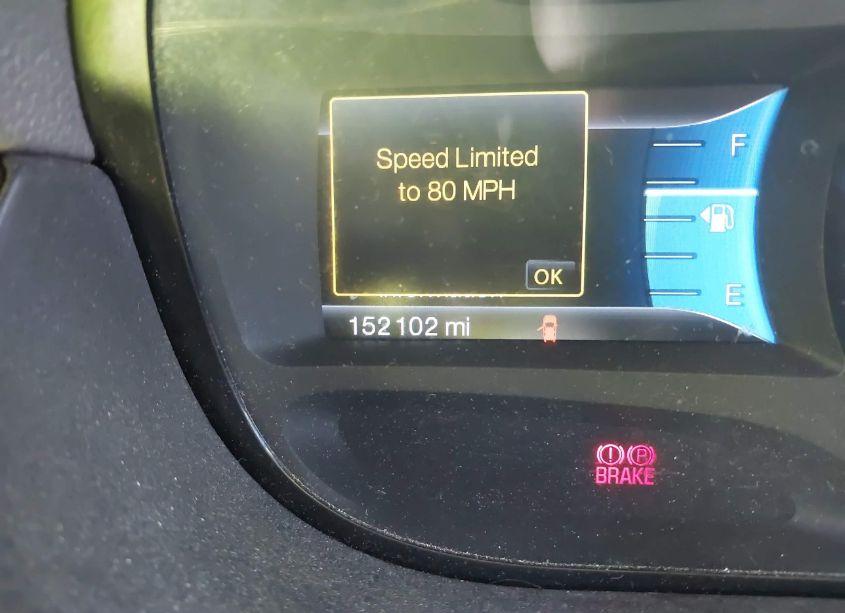 Speed Limited
to 80 MPH
OK
F
E
152102 mi
(!) (P)
BRAKE